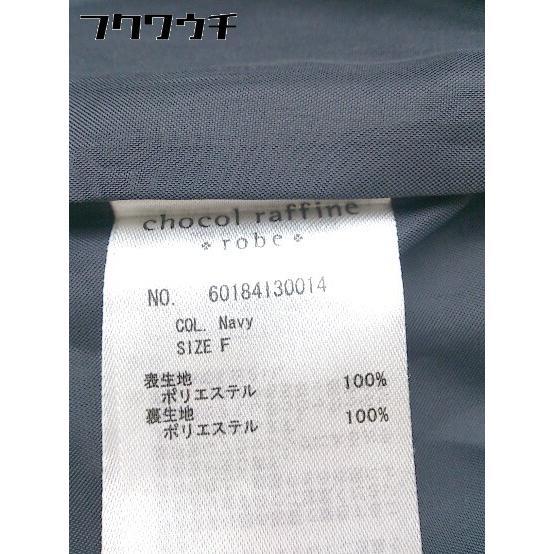 フクワウチ
chocol raffine
robe
NO. 60184130014
COL. Navy
SIZE F
表生地
ポリエステル 100%
裏生地
ポリエステル 100%